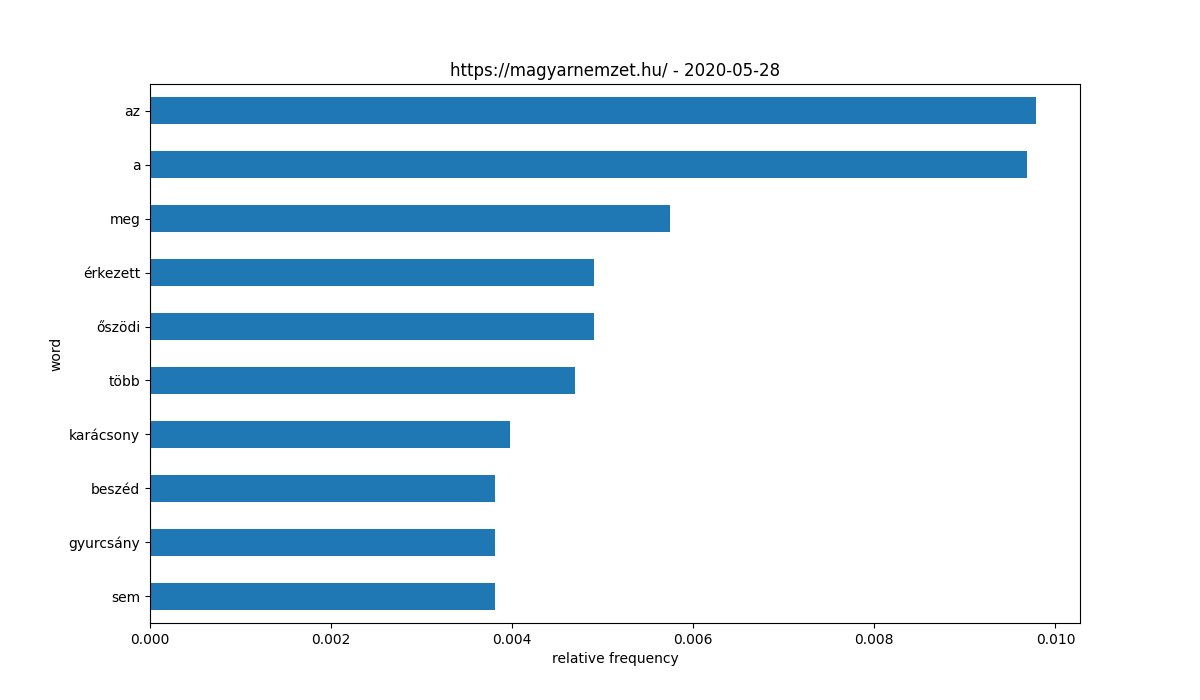 https://magyarnemzet.hu/ - 2020-05-28
az
a
meg
érkezett
őszödi
több
karácsony
beszéd
gyurcsány
sem
word
0.000 0.002 0.004 0.006 0.008 0.010
relative frequency